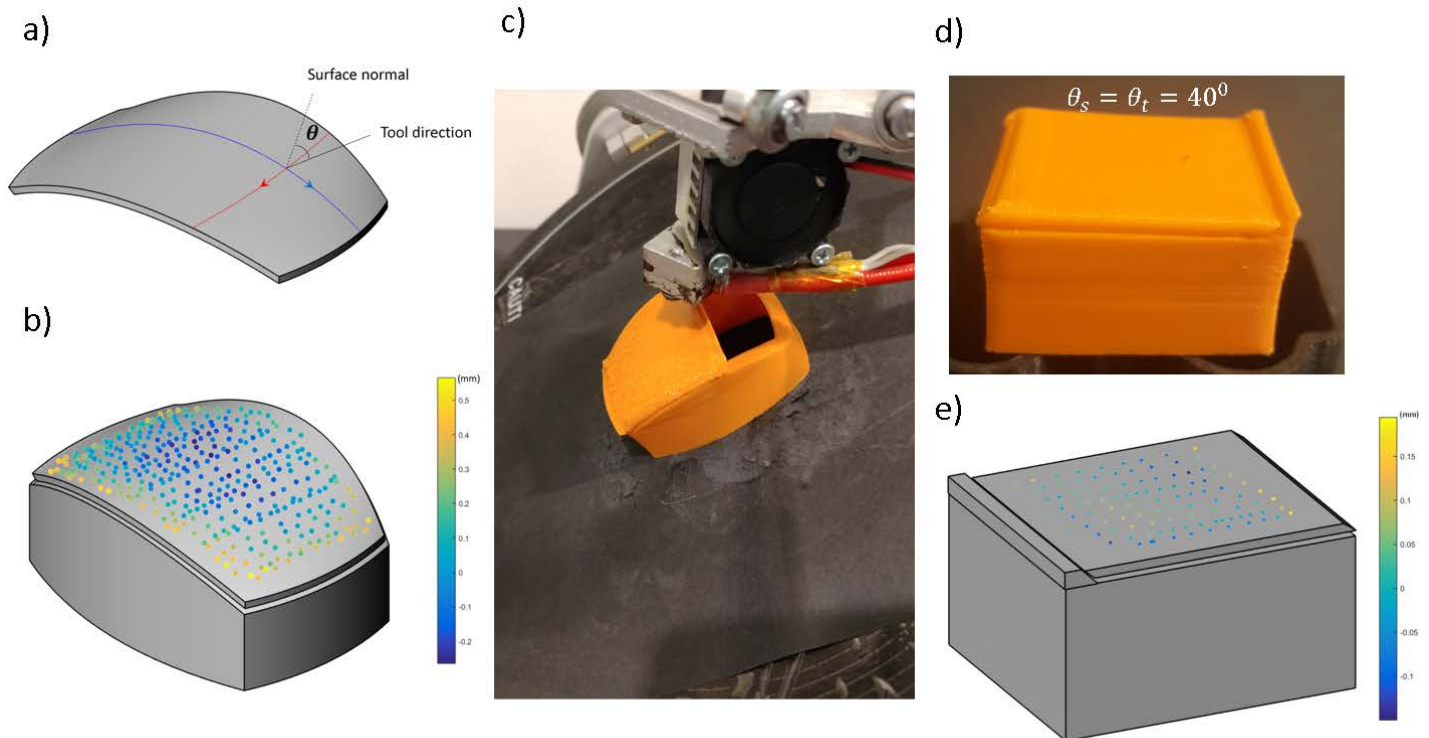 a)
Surface normal
θ
Tool direction
b)
(mm)
0.5
0.4
0.3
0.2
0.1
0
-0.1
-0.2
c)
CAUTI
d)
θₛ = θₜ = 40⁰
e)
(mm)
0.15
0.1
0.05
0
-0.05
-0.1